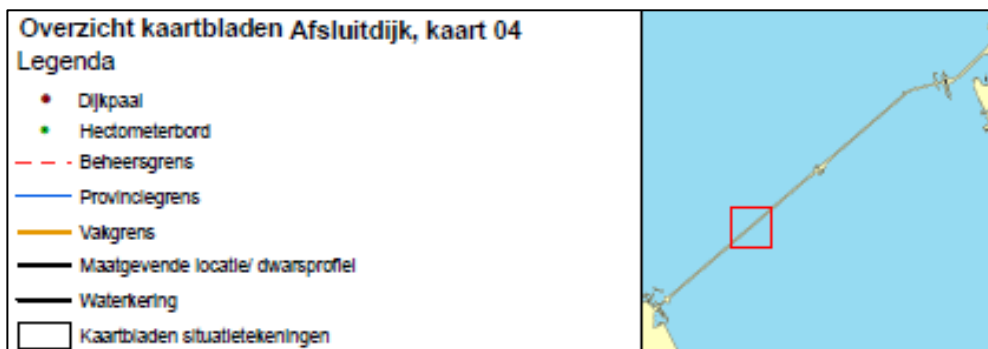 Overzicht kaartbladen Afsluitdijk, kaart 04
Legenda
Dijkpaal
Hectometerbord
Beheersgrens
Provinciegrens
Vakgrens
Maatgevende locatie/ dwarsprofiel
Waterkering
Kaartbladen situatietekeningen